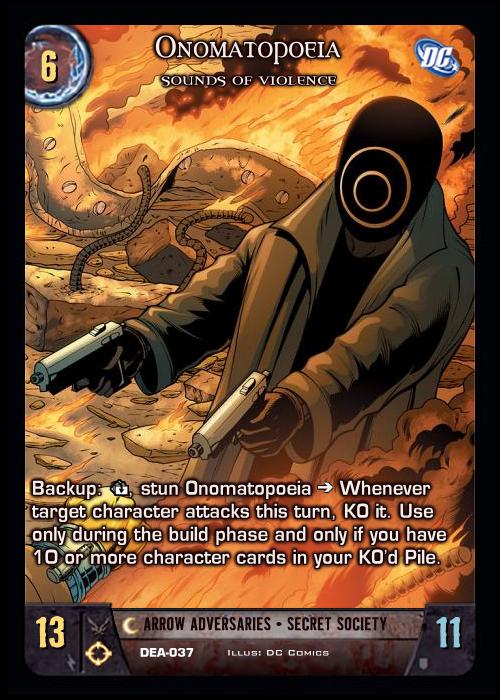 6
Onomatopoeia
DC
Sounds of Violence
Backup: , stun Onomatopoeia ➔ Whenever
target character attacks this turn, KO it. Use
only during the build phase and only if you have
10 or more character cards in your KO'd Pile.
13
ARROW ADVERSARIES • SECRET SOCIETY
11
DEA-037 Illus: DC Comics